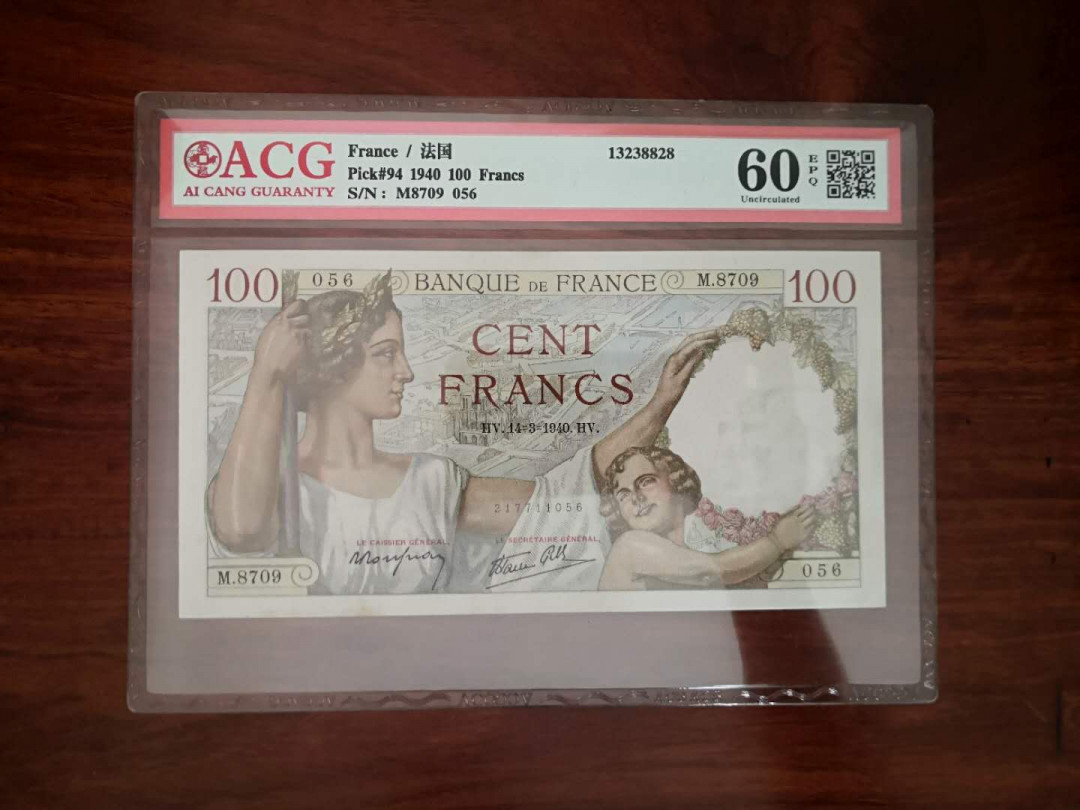 ACG
AI CANG GUARANTY
France / 法国
Pick#94 1940 100 Francs
S/N : M8709 056
13238828
60
EPQ
Uncirculated
100 056 BANQUE DE FRANCE M.8709 100
CENT
FRANCS
HV. 14=3=1940. HV.
217711056
LE CAISSIER GÉNÉRAL,
LE SECRÉTAIRE GÉNÉRAL,
M.8709
056